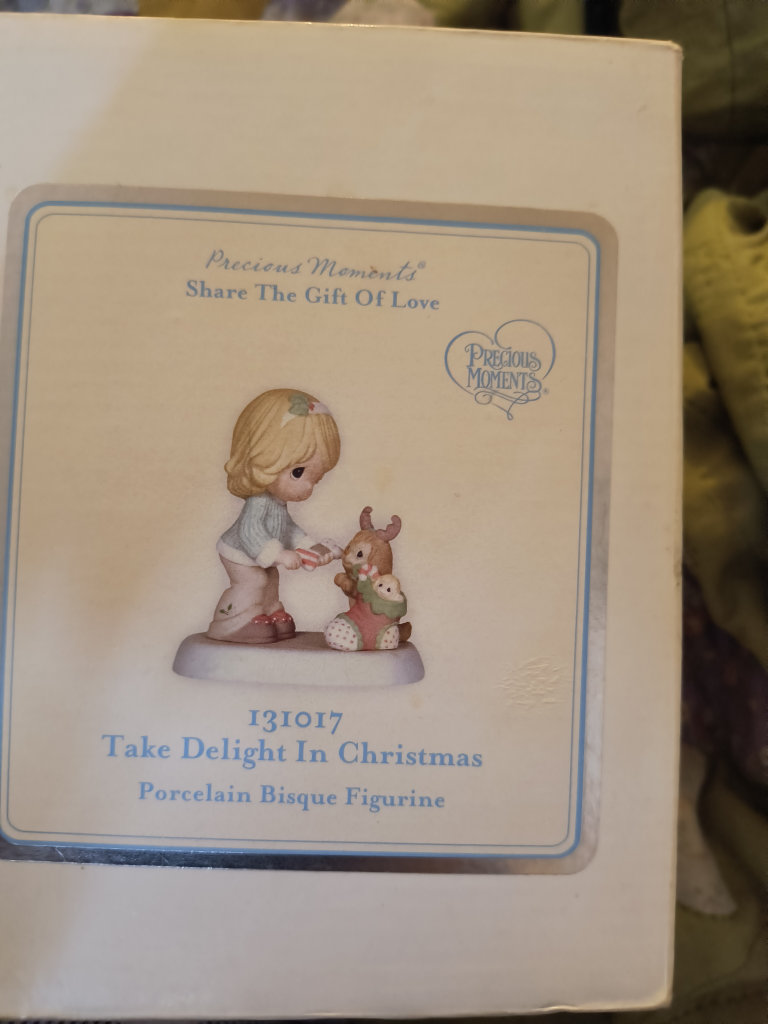 Precious Moments®
Share The Gift Of Love
PRECIOUS
MOMENTS®
131017
Take Delight In Christmas
Porcelain Bisque Figurine